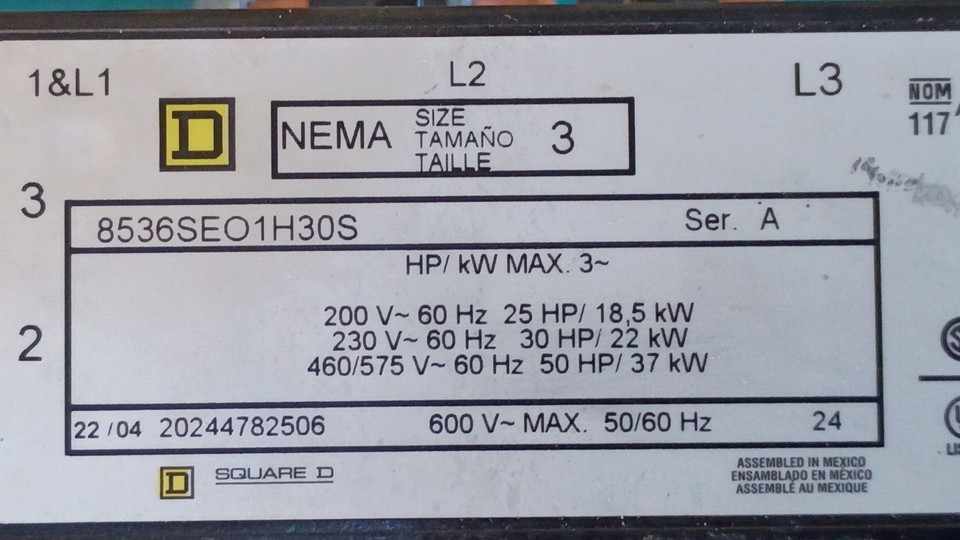 1&L1
L2
L3
D
NEMA SIZE TAMAÑO TAILLE 3
NOM
117
3
8536SEO1H30S Ser. A
HP/ kW MAX. 3~
200 V~ 60 Hz 25 HP/ 18,5 kW
230 V~ 60 Hz 30 HP/ 22 kW
2
460/575 V~ 60 Hz 50 HP/ 37 kW
22 /04 20244782506 600 V~ MAX. 50/60 Hz 24
D SQUARE D
ASSEMBLED IN MEXICO
ENSAMBLADO EN MÉXICO
ASSEMBLÉ AU MEXIQUE